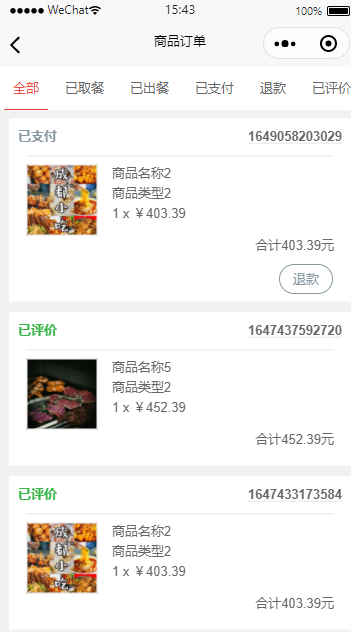 ●●●●● WeChat 15:43 100%
商品订单
全部 已取餐 已出餐 已支付 退款 已评价
已支付 1649058203029
成都小吃
商品名称2
商品类型2
1 x ￥403.39
合计403.39元
退款
已评价 1647437592720
商品名称5
商品类型2
1 x ￥452.39
合计452.39元
已评价 1647433173584
成都小吃
商品名称2
商品类型2
1 x ￥403.39
合计403.39元